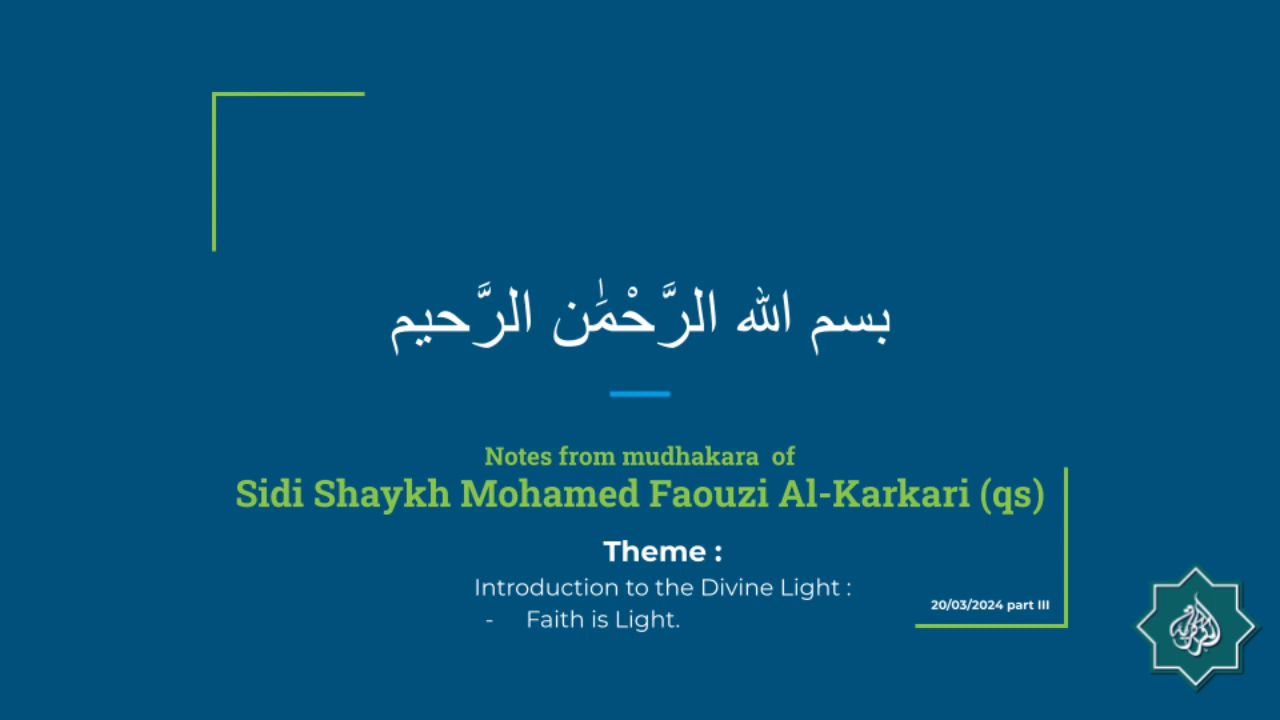 بسم الله الرَّحْمَٰن الرَّحيم
Notes from mudhakara of
Sidi Shaykh Mohamed Faouzi Al-Karkari (qs)
Theme :
Introduction to the Divine Light :
- Faith is Light.
20/03/2024 part III